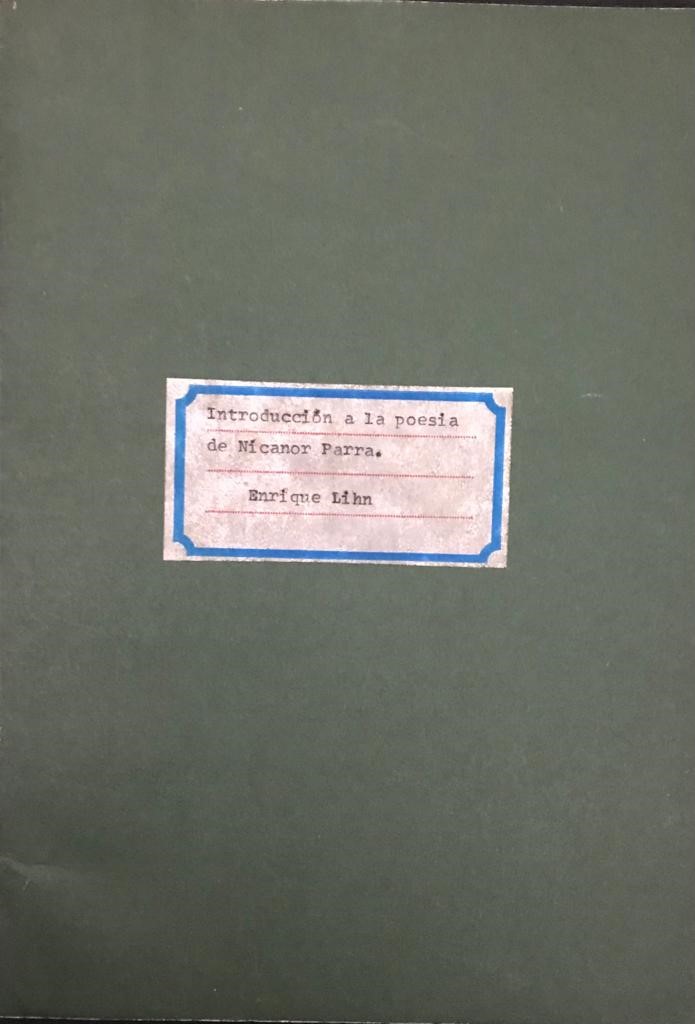 Introducción a la poesia
de Nicanor Parra.
Enrique Lihn